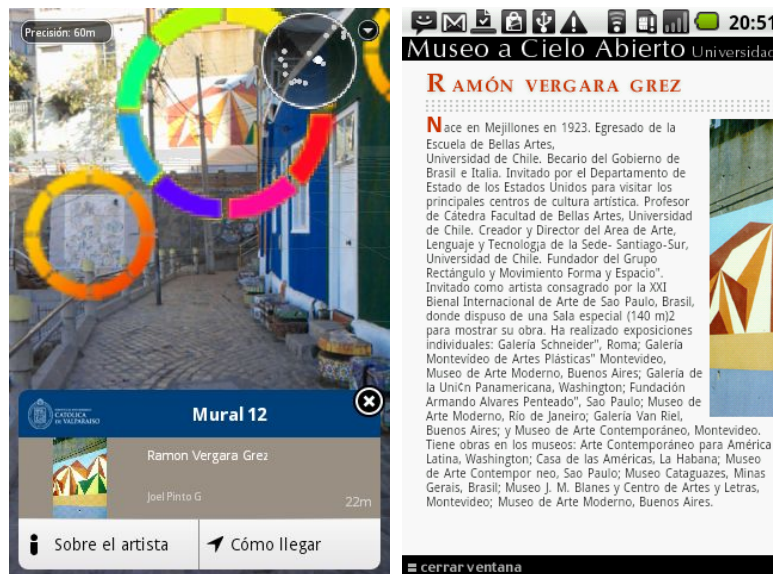 Precisión: 60m
CATOLICA
DE VALPARAISO
Mural 12
Ramon Vergara Grez
Joel Pinto G
22m
Sobre el artista
Cómo llegar
20:51
Museo a Cielo Abierto Universidad
RAMÓN VERGARA GREZ
Nace en Mejillones en 1923. Egresado de la
Escuela de Bellas Artes,
Universidad de Chile. Becario del Gobierno de
Brasil e Italia. Invitado por el Departamento de
Estado de los Estados Unidos para visitar los
principales centros de cultura artística. Profesor
de Cátedra Facultad de Bellas Artes, Universidad
de Chile. Creador y Director del Area de Arte,
Lenguaje y Tecnología de la Sede- Santiago-Sur,
Universidad de Chile. Fundador del Grupo
Rectángulo y Movimiento Forma y Espacio".
Invitado como artista consagrado por la XXI
Bienal Internacional de Arte de Sao Paulo, Brasil,
donde dispuso de una Sala especial (140 m)2
para mostrar su obra. Ha realizado exposiciones
individuales: Galería Schneider", Roma; Galería
Montevideo de Artes Plásticas" Montevideo,
Museo de Arte Moderno, Buenos Aires; Galería de
la Uni¢n Panamericana, Washington; Fundación
Armando Alvares Penteado", Sao Paulo; Museo de
Arte Moderno, Río de Janeiro; Galería Van Riel,
Buenos Aires; y Museo de Arte Contemporáneo, Montevideo.
Tiene obras en los museos: Arte Contemporáneo para América
Latina, Washington; Casa de las Américas, La Habana; Museo
de Arte Contempor neo, Sao Paulo; Museo Cataguazes, Minas
Gerais, Brasil; Museo J. M. Blanes y Centro de Artes y Letras,
Montevideo; Museo de Arte Moderno, Buenos Aires.
cerrar ventana